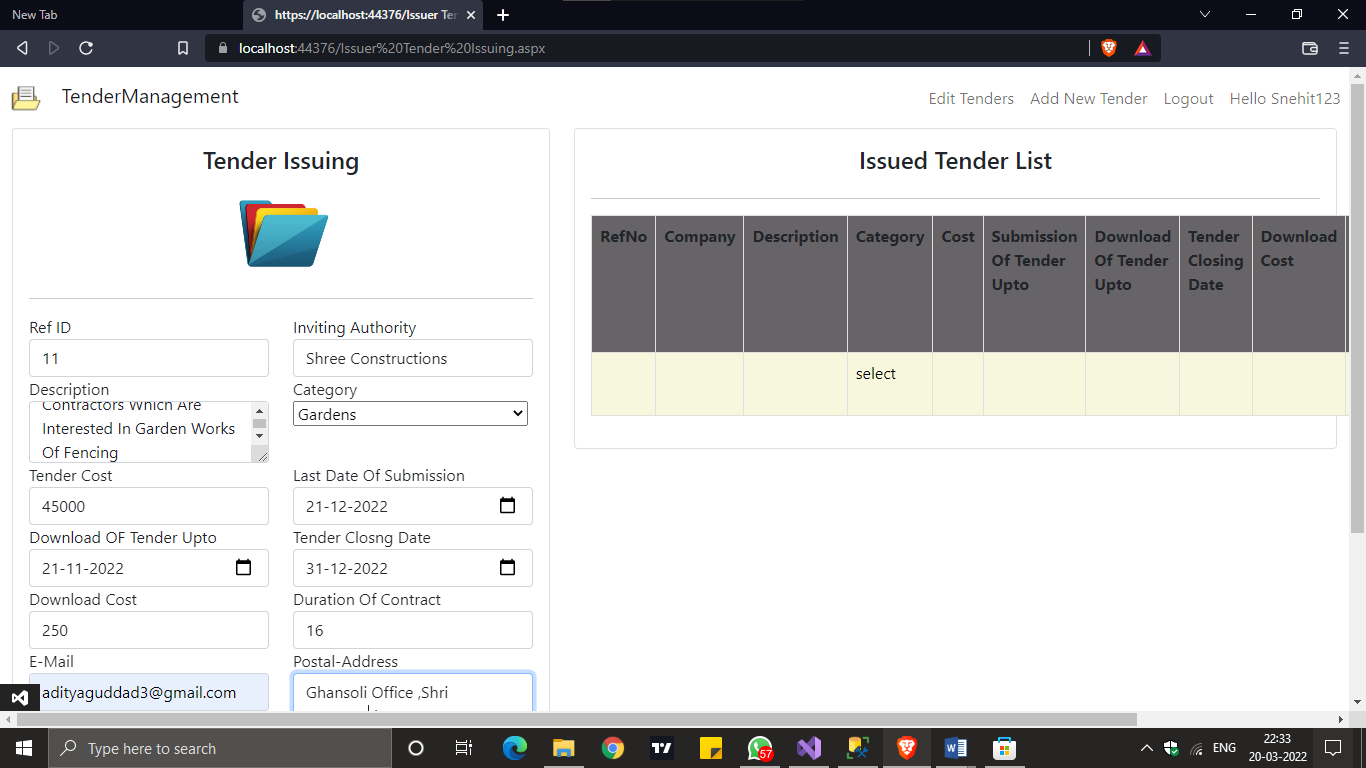 New Tab
https://localhost:44376/Issuer Ter
localhost:44376/Issuer%20Tender%20Issuing.aspx
TenderManagement
Edit Tenders
Add New Tender
Logout
Hello Snehit123
Tender Issuing
Ref ID
Inviting Authority
11
Shree Constructions
Description
Category
Contractors Which Are
Interested In Garden Works
Of Fencing
Gardens
Tender Cost
Last Date Of Submission
45000
21-12-2022
Download OF Tender Upto
Tender Closng Date
21-11-2022
31-12-2022
Download Cost
Duration Of Contract
250
16
E-Mail
Postal-Address
adityaguddad3@gmail.com
Ghansoli Office ,Shri
Issued Tender List
RefNo
Company
Description
Category
Cost
Submission
Of Tender
Upto
Download
Of Tender
Upto
Tender
Closing
Date
Download
Cost
select
Type here to search
57
ENG
22:33
20-03-2022